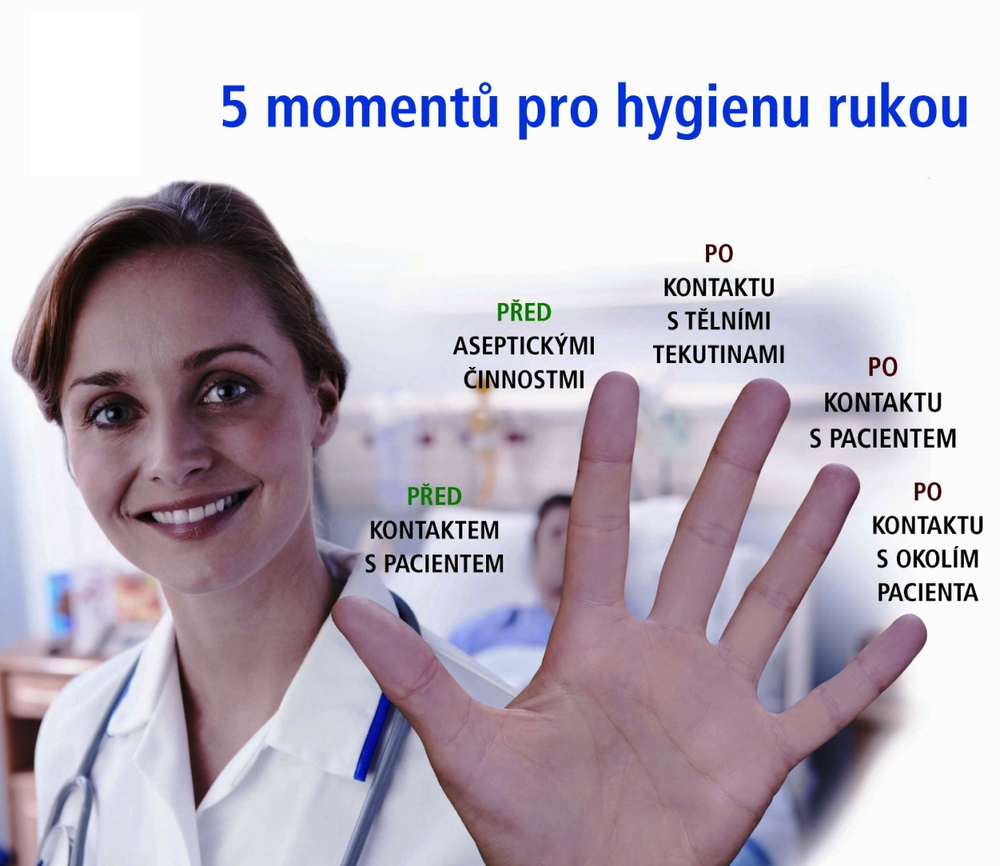 5 momentů pro hygienu rukou
PŘED
KONTAKTEM
S PACIENTEM
PŘED
ASEPTICKÝMI
ČINNOSTMI
PO
KONTAKTU
S TĚLNÍMI
TEKUTINAMI
PO
KONTAKTU
S PACIENTEM
PO
KONTAKTU
S OKOLÍM
PACIENTA